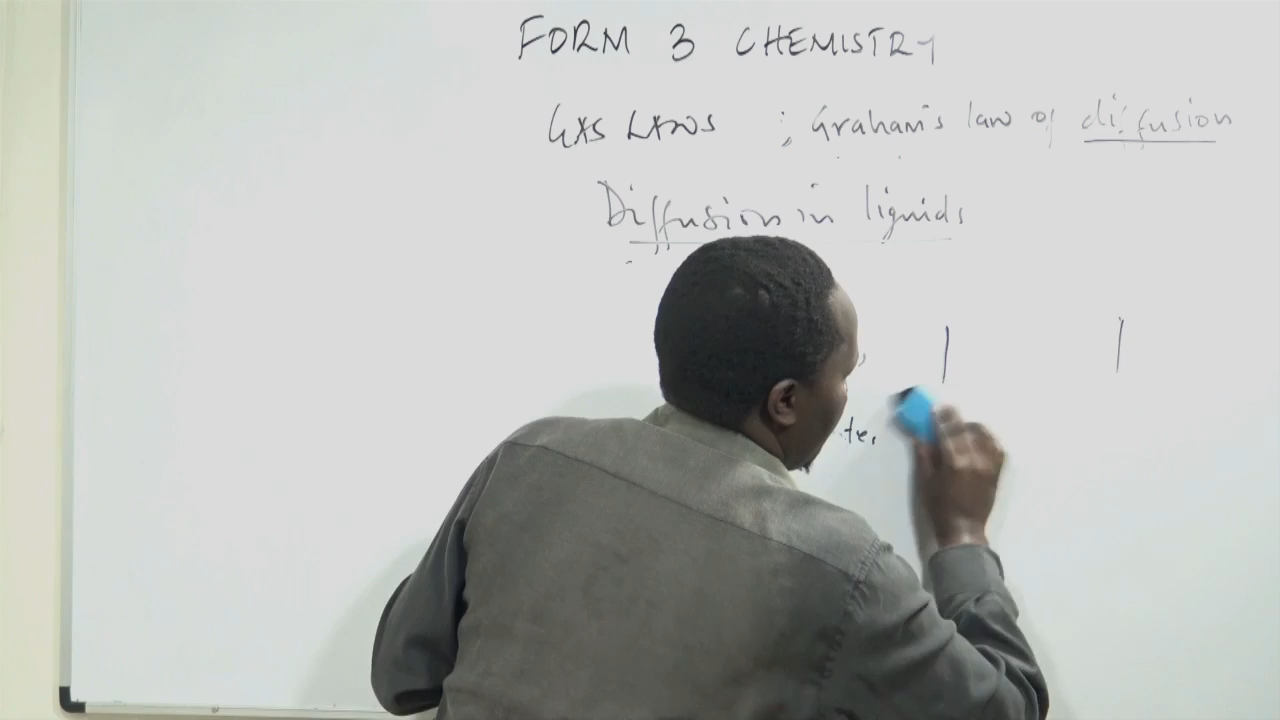 FORM 3 CHEMISTRY
GAS LAWS ; Graham's law of diffusion
Diffusion in liquids